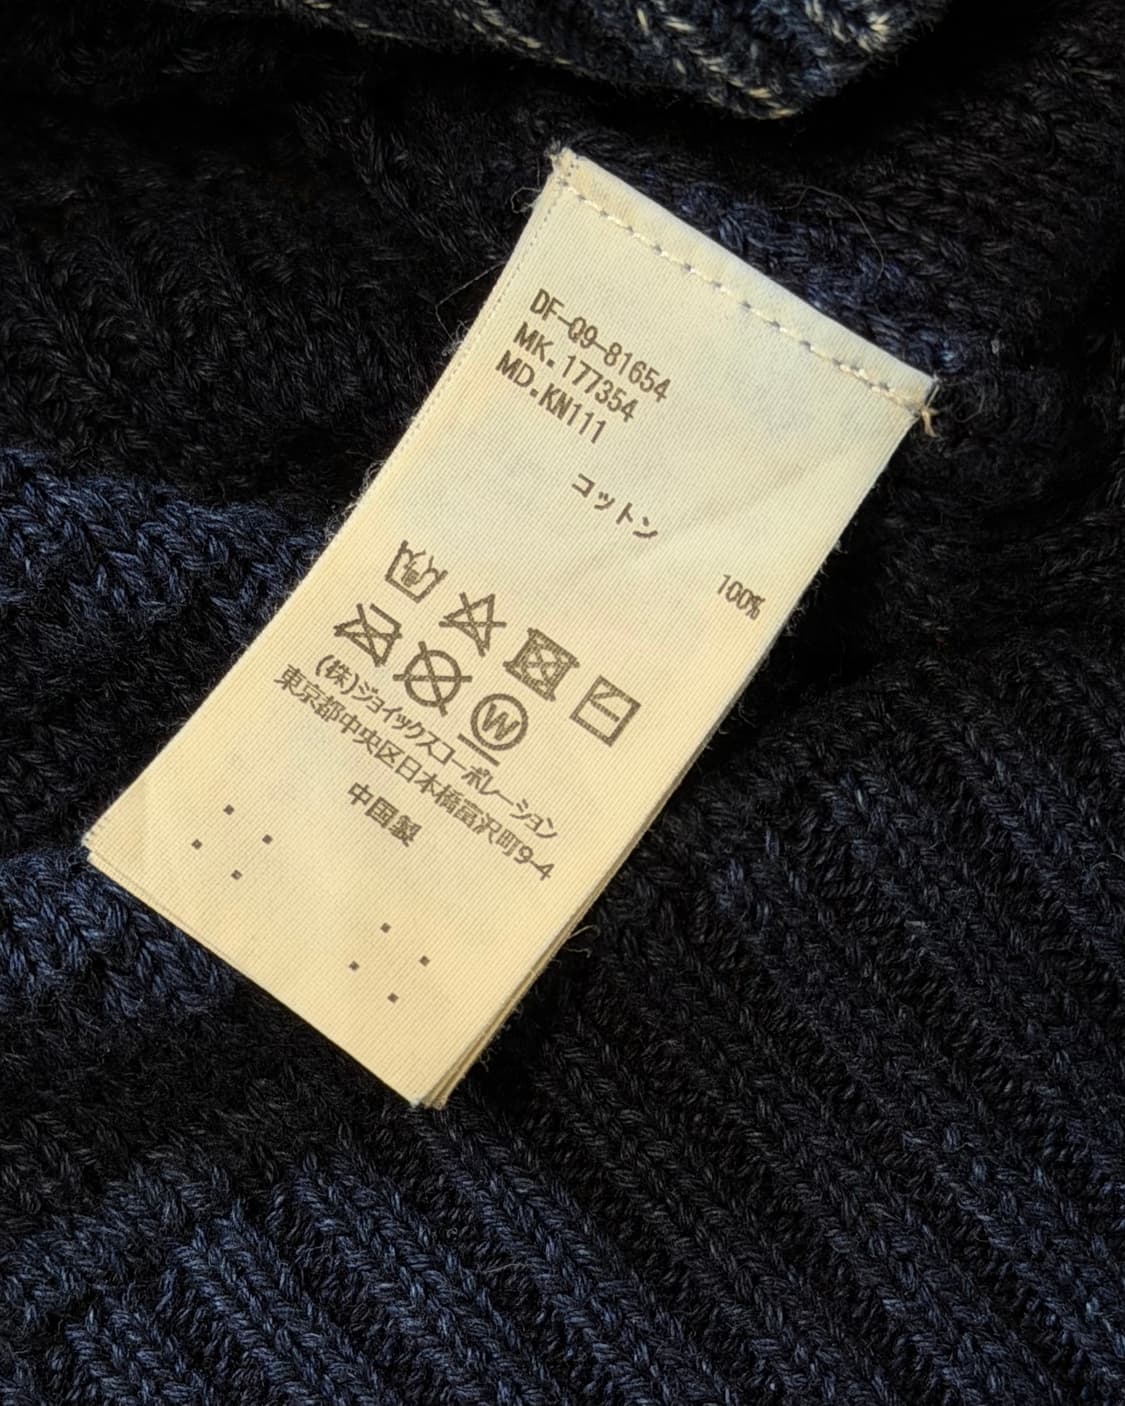 DF-Q9-81654
MK.177354
MD.KN111
コットン
100%
W
(株)ジョイックスコーポレーション
東京都中央区日本橋富沢町9-4
中国製